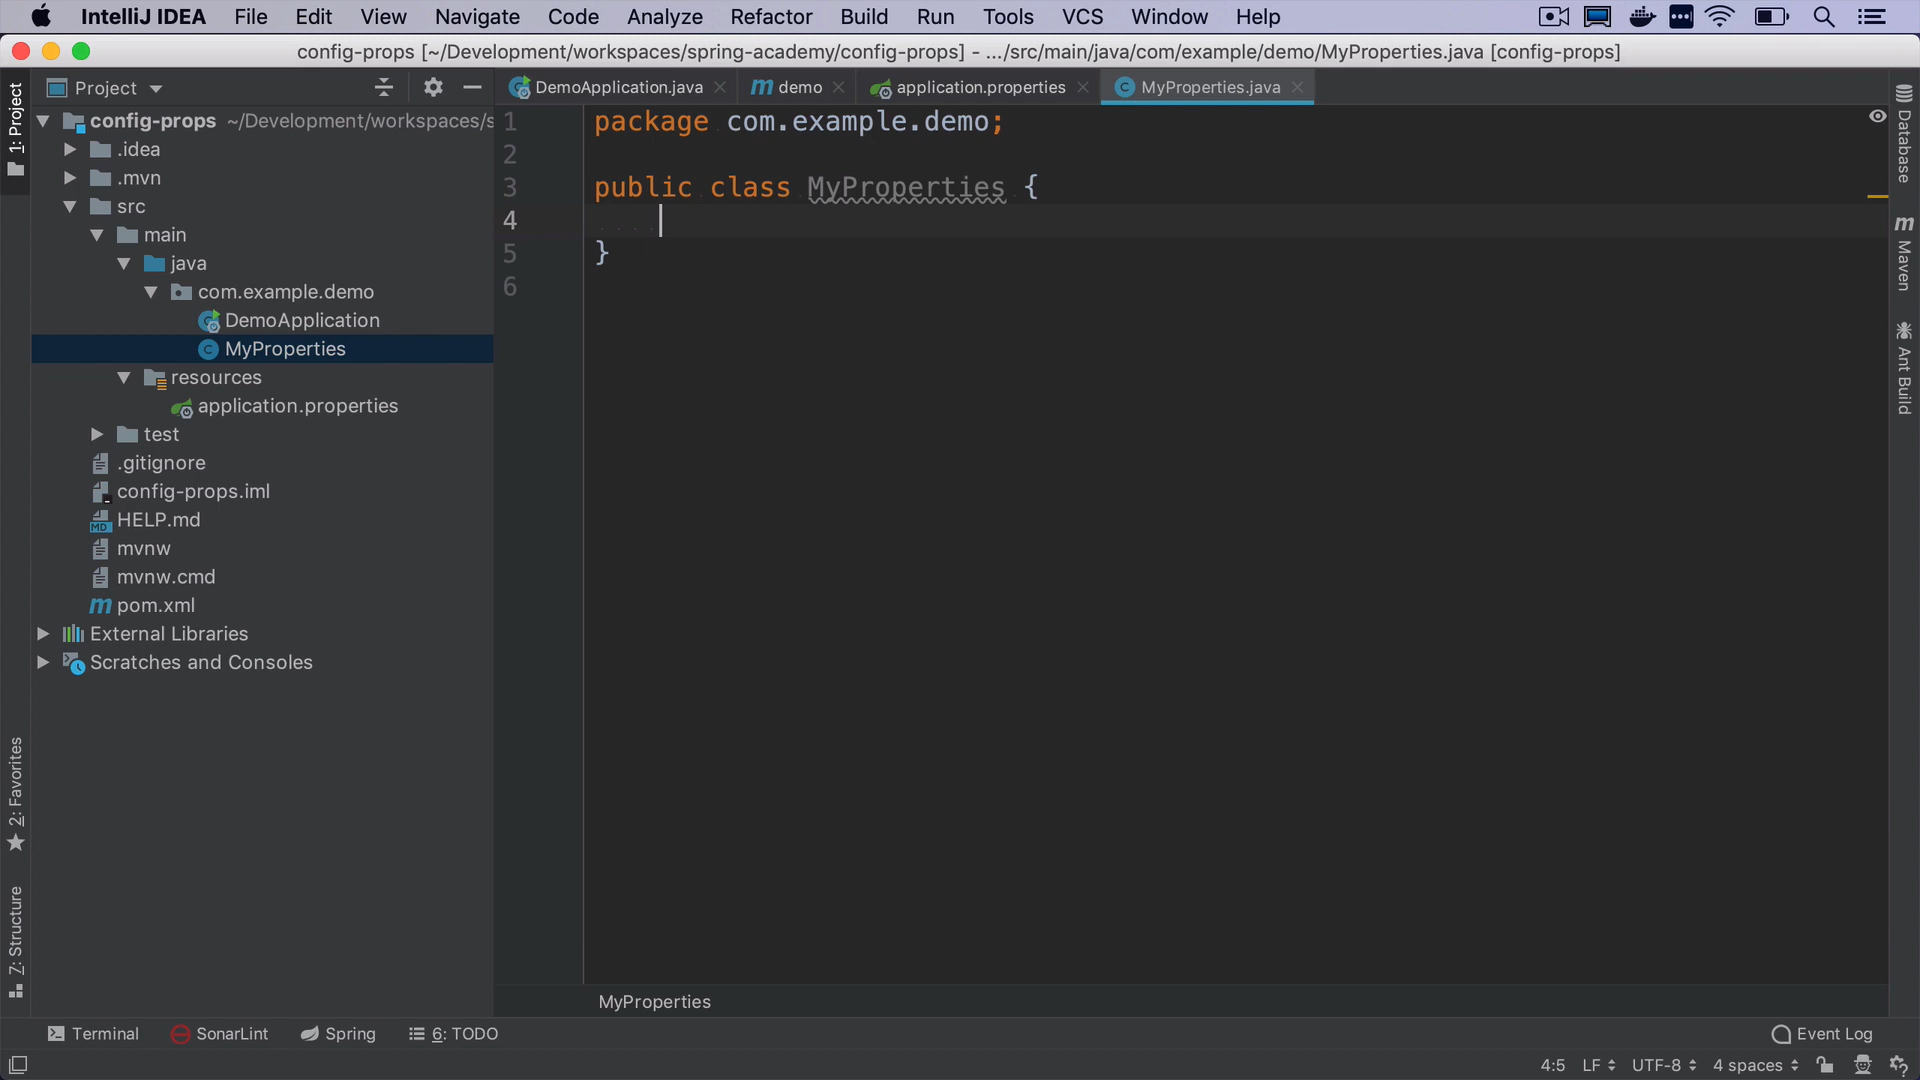 IntelliJ IDEA File Edit View Navigate Code Analyze Refactor Build Run Tools VCS Window Help
config-props [~/Development/workspaces/spring-academy/config-props] - .../src/main/java/com/example/demo/MyProperties.java [config-props]
Project
DemoApplication.java
demo
application.properties
MyProperties.java
1: Project
2: Favorites
7: Structure
config-props ~/Development/workspaces/s
.idea
.mvn
src
main
java
com.example.demo
DemoApplication
MyProperties
resources
application.properties
test
.gitignore
config-props.iml
HELP.md
mvnw
mvnw.cmd
pom.xml
External Libraries
Scratches and Consoles
1 package com.example.demo;
2
3 public class MyProperties {
4
5 }
6
Database
Maven
Ant Build
MyProperties
Terminal SonarLint Spring 6: TODO Event Log
4:5 LF UTF-8 4 spaces